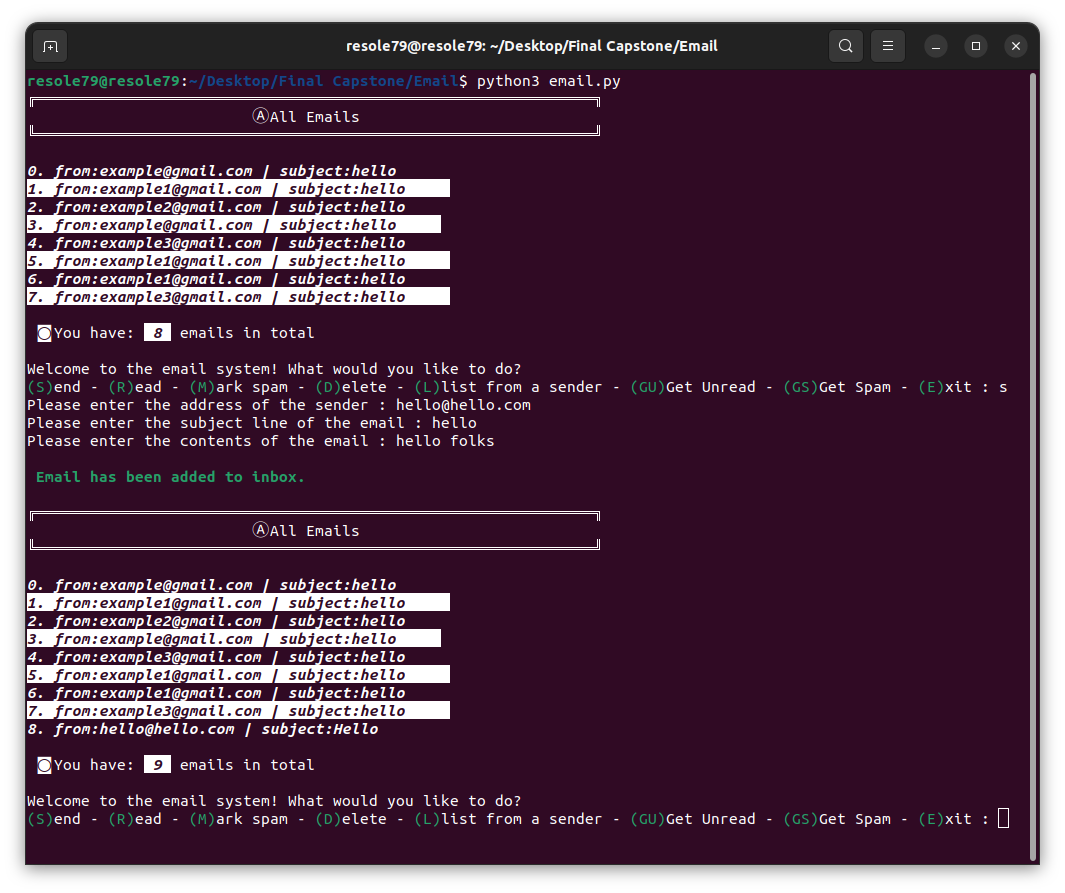 resole79@resole79: ~/Desktop/Final Capstone/Email
resole79@resole79:~/Desktop/Final Capstone/Email$ python3 email.py
ⒶAll Emails
0. from:example@gmail.com | subject:hello
1. from:example1@gmail.com | subject:hello
2. from:example2@gmail.com | subject:hello
3. from:example@gmail.com | subject:hello
4. from:example3@gmail.com | subject:hello
5. from:example1@gmail.com | subject:hello
6. from:example1@gmail.com | subject:hello
7. from:example3@gmail.com | subject:hello
◙You have: 8 emails in total
Welcome to the email system! What would you like to do?
(S)end - (R)ead - (M)ark spam - (D)elete - (L)list from a sender - (GU)Get Unread - (GS)Get Spam - (E)xit : s
Please enter the address of the sender : hello@hello.com
Please enter the subject line of the email : hello
Please enter the contents of the email : hello folks
Email has been added to inbox.
ⒶAll Emails
0. from:example@gmail.com | subject:hello
1. from:example1@gmail.com | subject:hello
2. from:example2@gmail.com | subject:hello
3. from:example@gmail.com | subject:hello
4. from:example3@gmail.com | subject:hello
5. from:example1@gmail.com | subject:hello
6. from:example1@gmail.com | subject:hello
7. from:example3@gmail.com | subject:hello
8. from:hello@hello.com | subject:Hello
◙You have: 9 emails in total
Welcome to the email system! What would you like to do?
(S)end - (R)ead - (M)ark spam - (D)elete - (L)list from a sender - (GU)Get Unread - (GS)Get Spam - (E)xit :